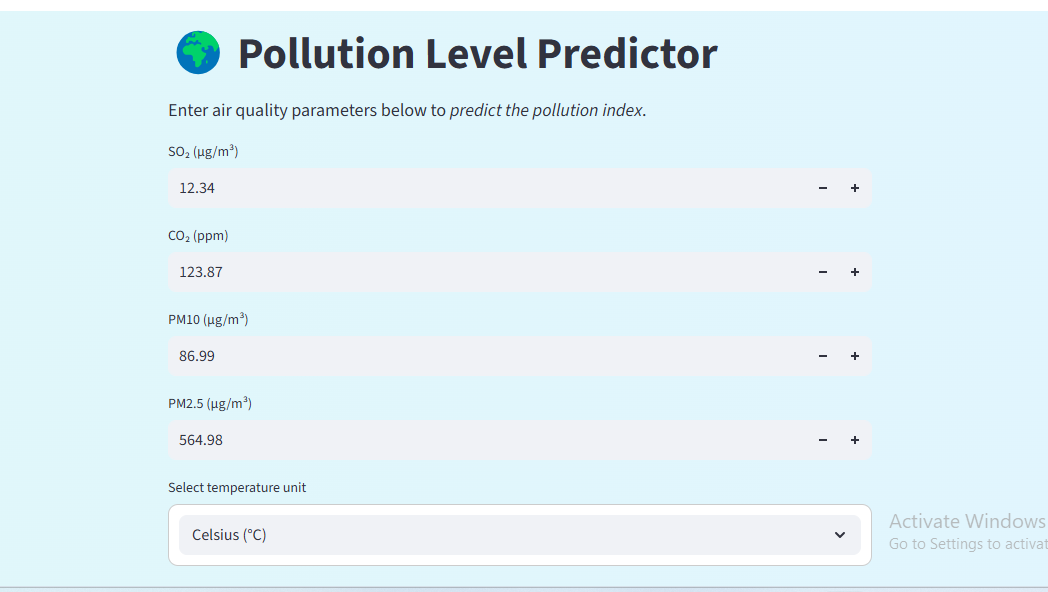 Pollution Level Predictor
Enter air quality parameters below to predict the pollution index.
SO₂ (µg/m³)
12.34
CO₂ (ppm)
123.87
PM10 (µg/m³)
86.99
PM2.5 (µg/m³)
564.98
Select temperature unit
Celsius (°C)
Activate Windows
Go to Settings to activat